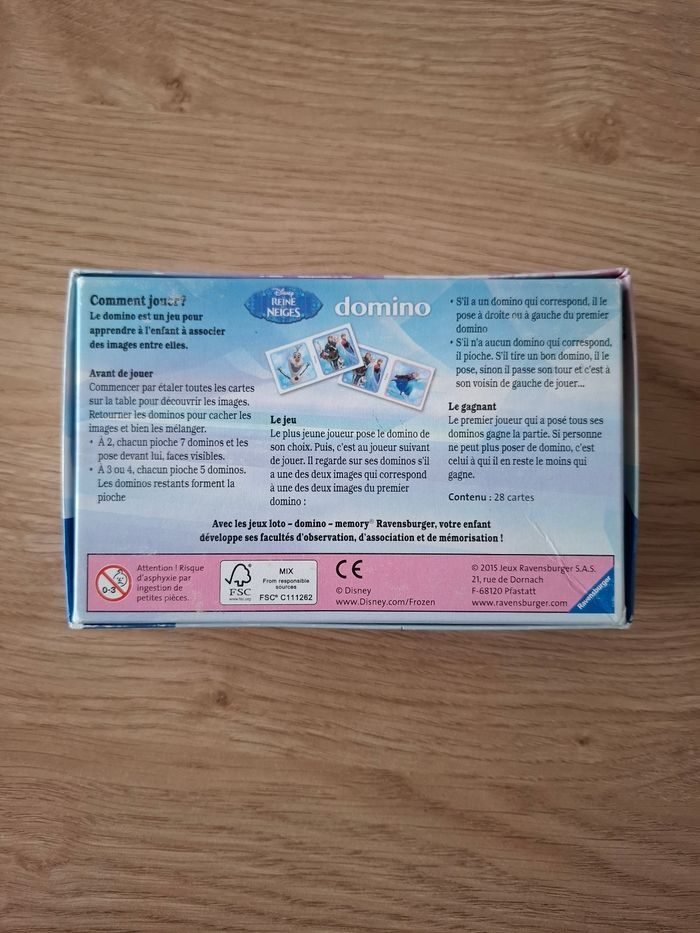 Comment jouer?
Le domino est un jeu pour
apprendre à l'enfant à associer
des images entre elles.
Avant de jouer
Commencer par étaler toutes les cartes
sur la table pour découvrir les images.
Retourner les dominos pour cacher les
images et bien les mélanger.
• À 2, chacun pioche 7 dominos et les
pose devant lui, faces visibles.
• À 3 ou 4, chacun pioche 5 dominos.
Les dominos restants forment la
pioche
Disney
REINE
NEIGES
domino
Le jeu
Le plus jeune joueur pose le domino de
son choix. Puis, c'est au joueur suivant
de jouer. Il regarde sur ses dominos s'il
a une des deux images qui correspond
à une des deux images du premier
domino :
• S'il a un domino qui correspond, il le
pose à droite ou à gauche du premier
domino
• S'il n'a aucun domino qui correspond,
il pioche. S'il tire un bon domino, il le
pose, sinon il passe son tour et c'est à
son voisin de gauche de jouer...
Le gagnant
Le premier joueur qui a posé tous ses
dominos gagne la partie. Si personne
ne peut plus poser de domino, c'est
celui à qui il en reste le moins qui
gagne.
Contenu : 28 cartes
Avec les jeux loto - domino - memory® Ravensburger, votre enfant
développe ses facultés d'observation, d'association et de mémorisation !
0-3
Attention ! Risque
d'asphyxie par
ingestion de
petites pièces.
FSC
www.fsc.org
MIX
From responsible
sources
FSC® C111262
CE
© Disney
www.Disney.com/Frozen
© 2015 Jeux Ravensburger S.A.S.
21, rue de Dornach
F-68120 Pfastatt
www.ravensburger.com
Ravensburger